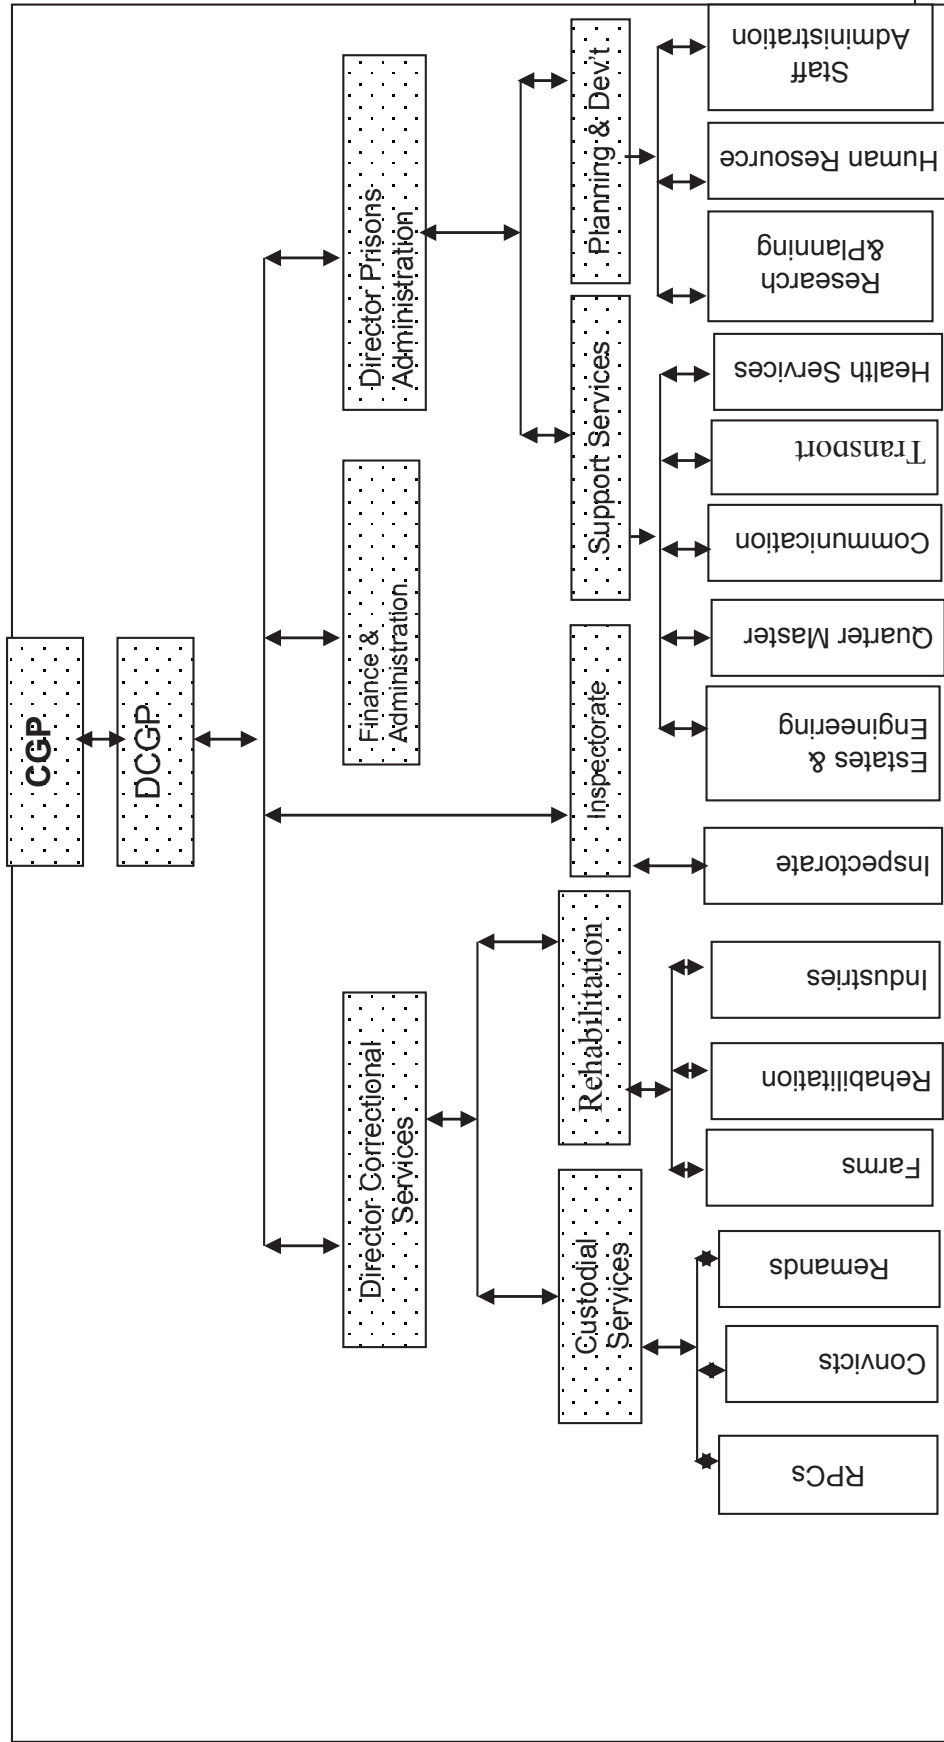 CGP
DCGP
Director Correctional
Services
Finance &
Administration
Director Prisons
Administration
Custodial
Services
Rehabilitation
Inspectorate
Support Services
Planning & Dev't
RPCs
Convicts
Remands
Farms
Rehabilitation
Industries
Inspectorate
Estates &
Engineering
Quarter Master
Communication
Transport
Health Services
Research
&Planning
Human Resource
Staff
Administration